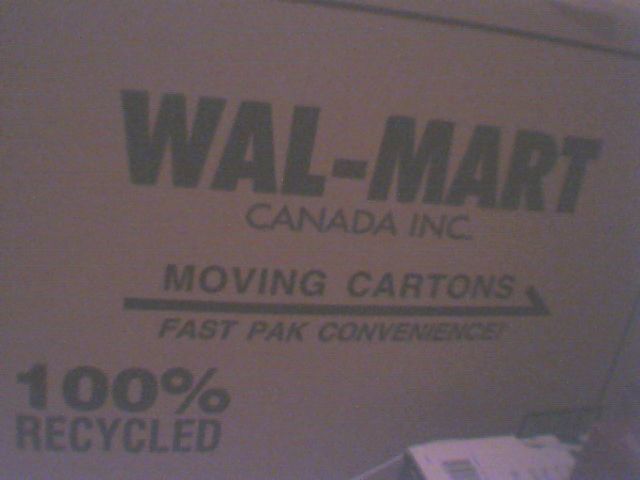 WAL-MART
CANADA INC.
MOVING CARTONS
FAST PAK CONVENIENCE!
100%
RECYCLED